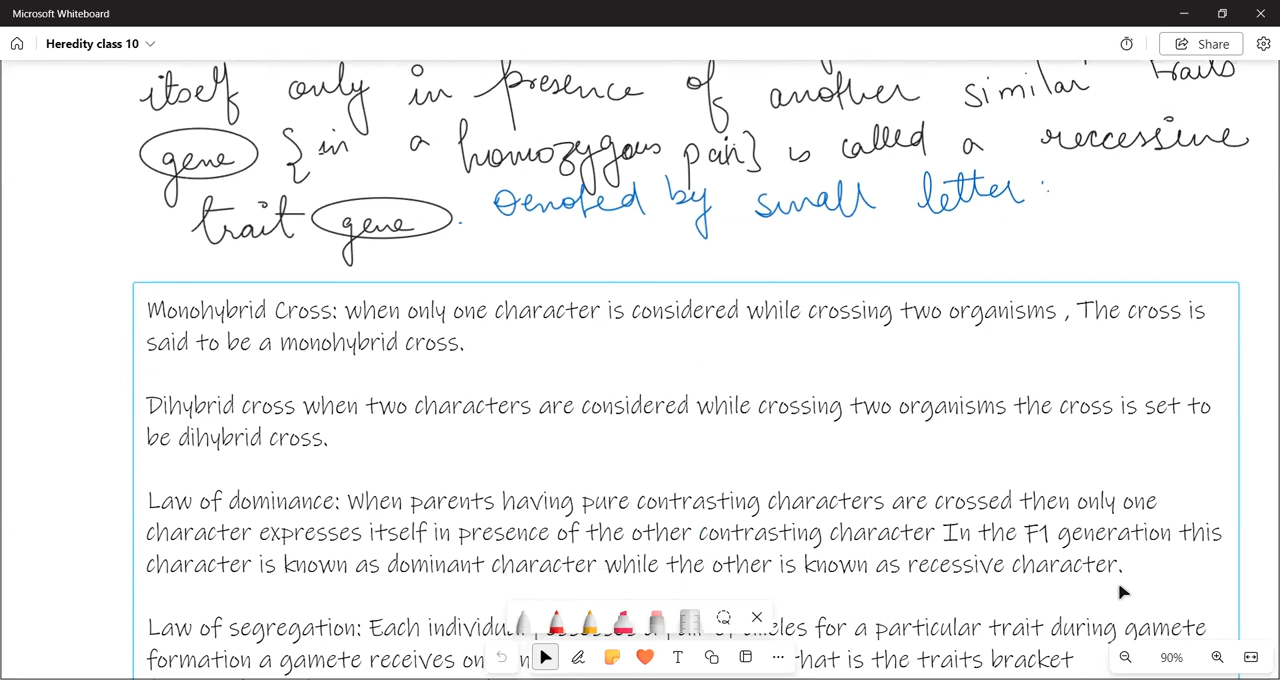 Microsoft Whiteboard
Heredity class 10
Share
itself only in presence of another similar traits
gene {in a homozygous pair} is called a reccessive
trait gene. Denoted by small letter.
Monohybrid Cross: when only one character is considered while crossing two organisms , The cross is
said to be a monohybrid cross.
Dihybrid cross when two characters are considered while crossing two organisms the cross is set to
be dihybrid cross.
Law of dominance: When parents having pure contrasting characters are crossed then only one
character expresses itself in presence of the other contrasting character In the F1 generation this
character is known as dominant character while the other is known as recessive character.
Law of segregation: Each for a particular trait during gamete
formation a gamete receives that is the traits bracket
90%